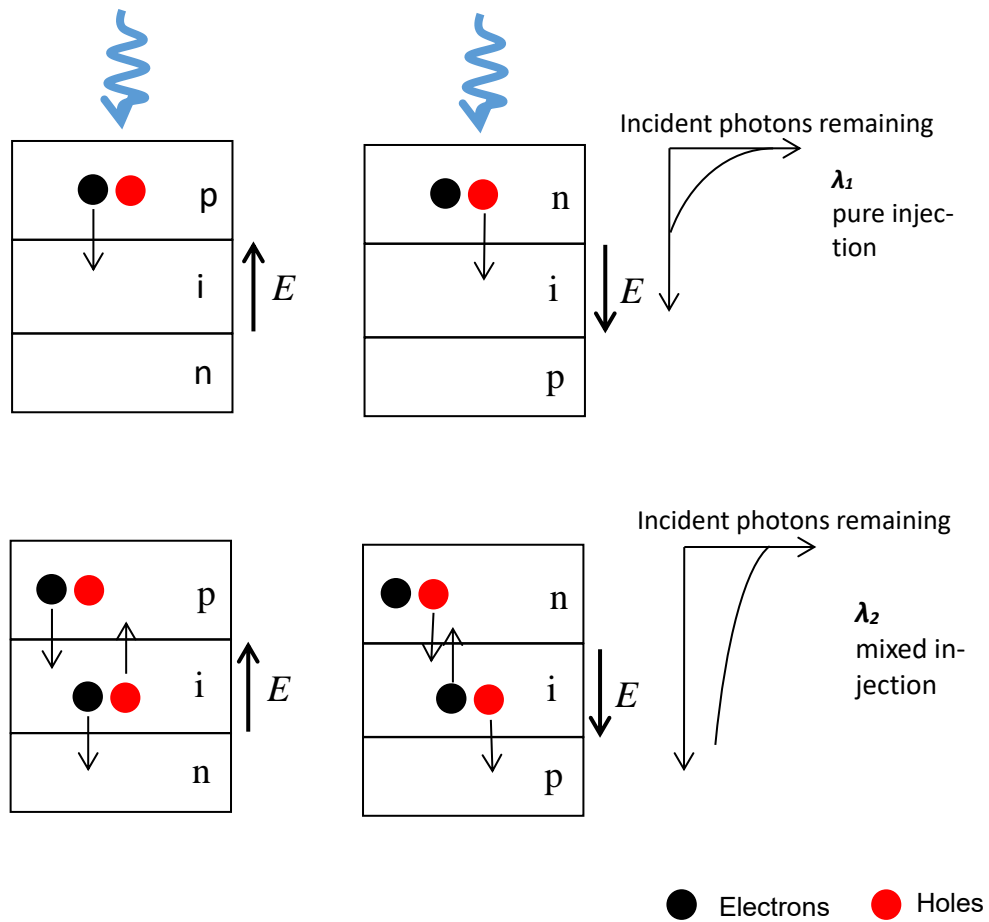 Incident photons remaining
p
i
n
E
n
i
p
E
λ₁
pure injec-
tion
Incident photons remaining
p
i
n
E
n
i
p
E
λ₂
mixed in-
jection
Electrons
Holes